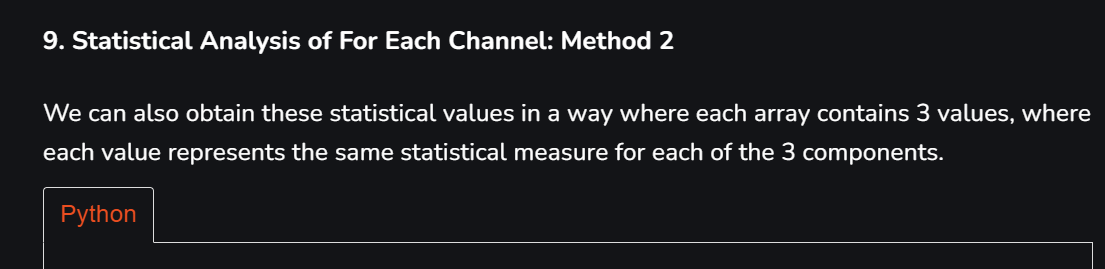 9. Statistical Analysis of For Each Channel: Method 2
We can also obtain these statistical values in a way where each array contains 3 values, where
each value represents the same statistical measure for each of the 3 components.
Python